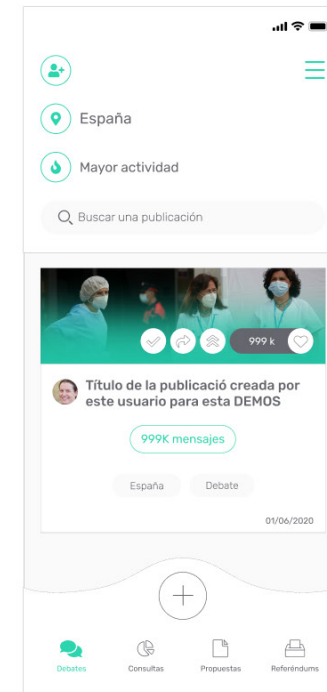 España
Mayor actividad
Buscar una publicación
999 k
Título de la publicació creada por
este usuario para esta DEMOS
999K mensajes
España Debate
01/06/2020
Debates Consultas Propuestas Referéndums